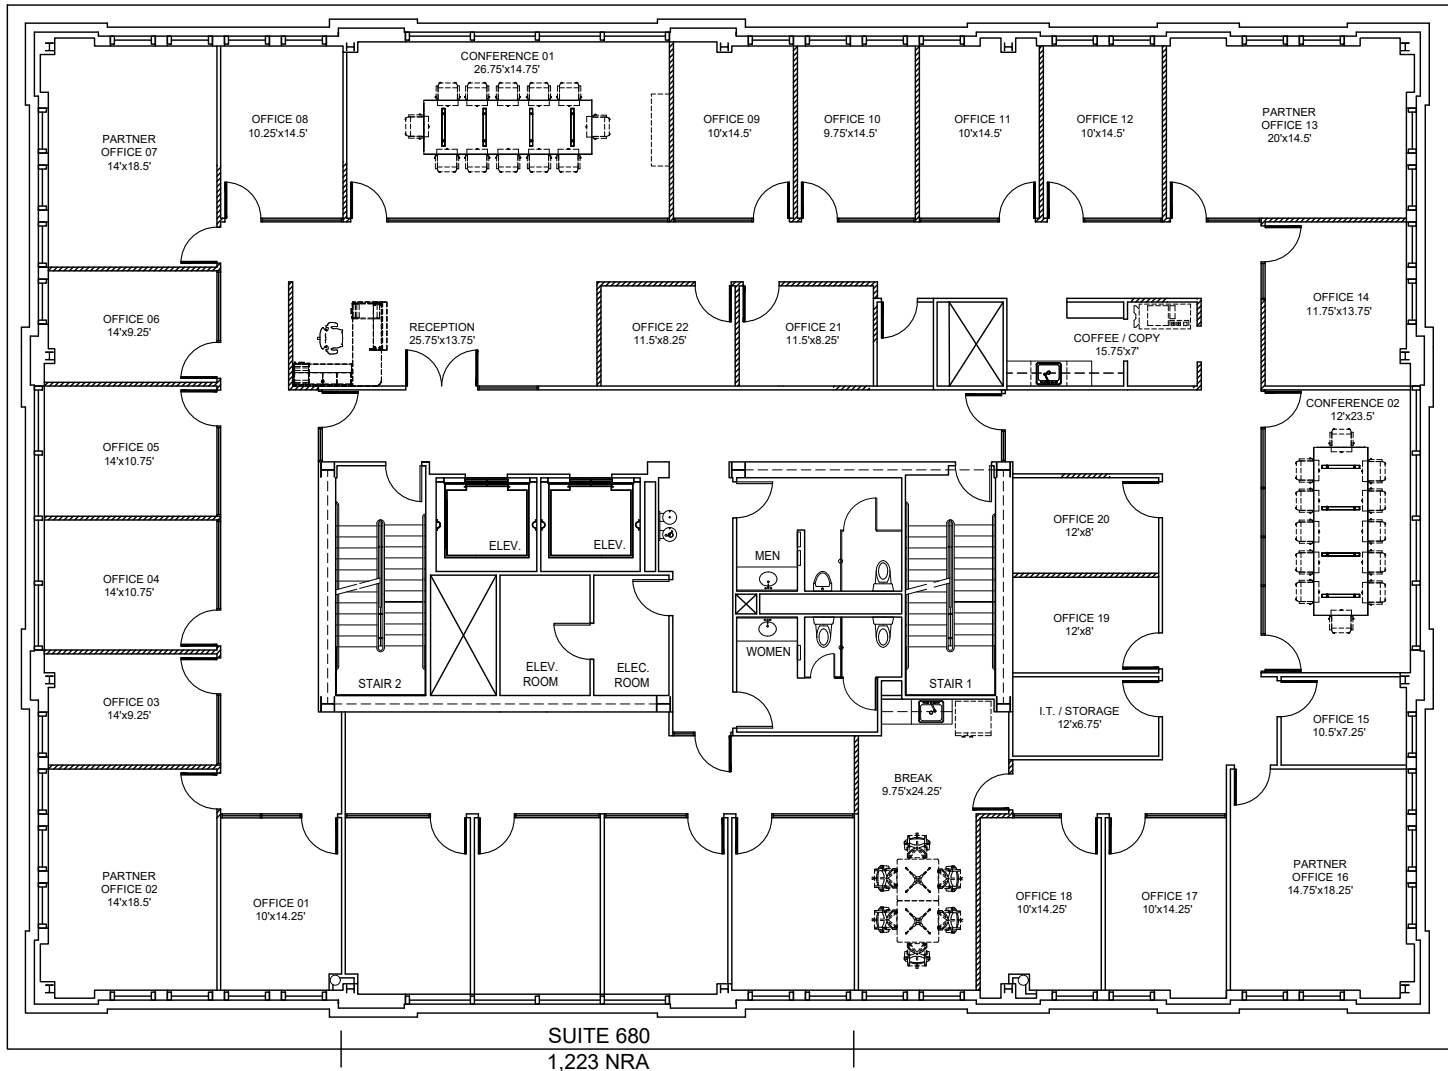 CONFERENCE 01
26.75'x14.75'
OFFICE 08
10.25'x14.5'
OFFICE 09
10'x14.5'
OFFICE 10
9.75'x14.5'
OFFICE 11
10'x14.5'
OFFICE 12
10'x14.5'
PARTNER
OFFICE 13
20'x14.5'
PARTNER
OFFICE 07
14'x18.5'
OFFICE 06
14'x9.25'
RECEPTION
25.75'x13.75'
OFFICE 22
11.5'x8.25'
OFFICE 21
11.5'x8.25'
COFFEE / COPY
15.75'x7'
OFFICE 14
11.75'x13.75'
CONFERENCE 02
12'x23.5'
OFFICE 05
14'x10.75'
ELEV.
ELEV.
MEN
OFFICE 20
12'x8'
OFFICE 04
14'x10.75'
OFFICE 19
12'x8'
WOMEN
ELEV.
ROOM
ELEC.
ROOM
STAIR 2
STAIR 1
OFFICE 03
14'x9.25'
I.T. / STORAGE
12'x6.75'
OFFICE 15
10.5'x7.25'
BREAK
9.75'x24.25'
PARTNER
OFFICE 02
14'x18.5'
OFFICE 01
10'x14.25'
OFFICE 18
10'x14.25'
OFFICE 17
10'x14.25'
PARTNER
OFFICE 16
14.75'x18.25'
SUITE 680
1,223 NRA